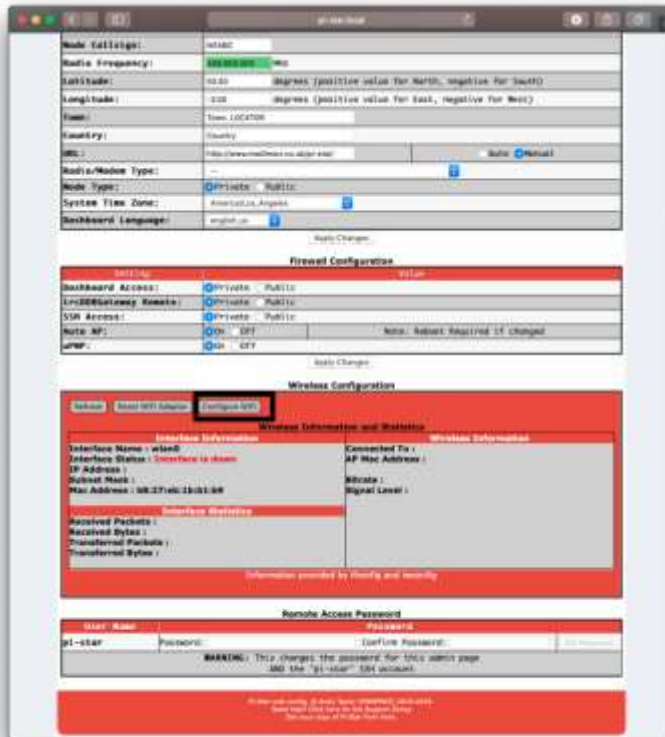 pi-star.local
Node Callsign:
Radio Frequency: MHz
Latitude: degrees (positive value for North, negative for South)
Longitude: degrees (positive value for East, negative for West)
Town: Town, LOCATOR
Country: Country
URL: Auto Manual
Radio/Modem Type: --
Node Type: Private Public
System Time Zone: America/Los_Angeles
Dashboard Language: english_us
Apply Changes
Firewall Configuration
Setting Value
Dashboard Access: Private Public
ircDDBGateway Remote: Private Public
SSH Access: Private Public
Auto AP: On Off Note: Reboot Required if changed
uPNP: On Off
Apply Changes
Wireless Configuration
Refresh Reset WiFi Adapter Configure WiFi
Wireless Information and Statistics
Interface Information Wireless Information
Interface Name : wlan0 Connected To :
Interface Status : Interface is down AP Mac Address :
IP Address :
Subnet Mask : Bitrate :
Mac Address : Signal Level :
Interface Statistics
Received Packets :
Received Bytes :
Transferred Packets :
Transferred Bytes :
Information provided by ifconfig and iwconfig
Remote Access Password
User Name Password
pi-star Password: Confirm Password: Set Password
WARNING: This changes the password for this admin page
AND the "pi-star" SSH account